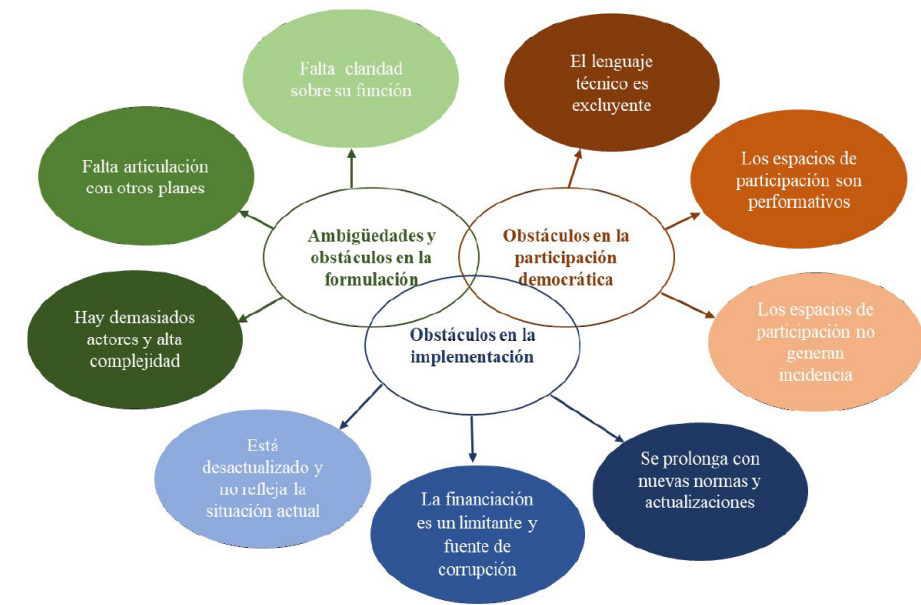 Falta claridad
sobre su función
El lenguaje
técnico es
excluyente
Falta articulación
con otros planes
Los espacios de
participación son
performativos
Ambigüedades y
obstáculos en la
formulación
Obstáculos en la
participación
democrática
Hay demasiados
actores y alta
complejidad
Obstáculos en la
implementación
Los espacios de
participación no
generan
incidencia
Está
desactualizado y
no refleja la
situación actual
La financiación
es un limitante y
fuente de
corrupción
Se prolonga con
nuevas normas y
actualizaciones